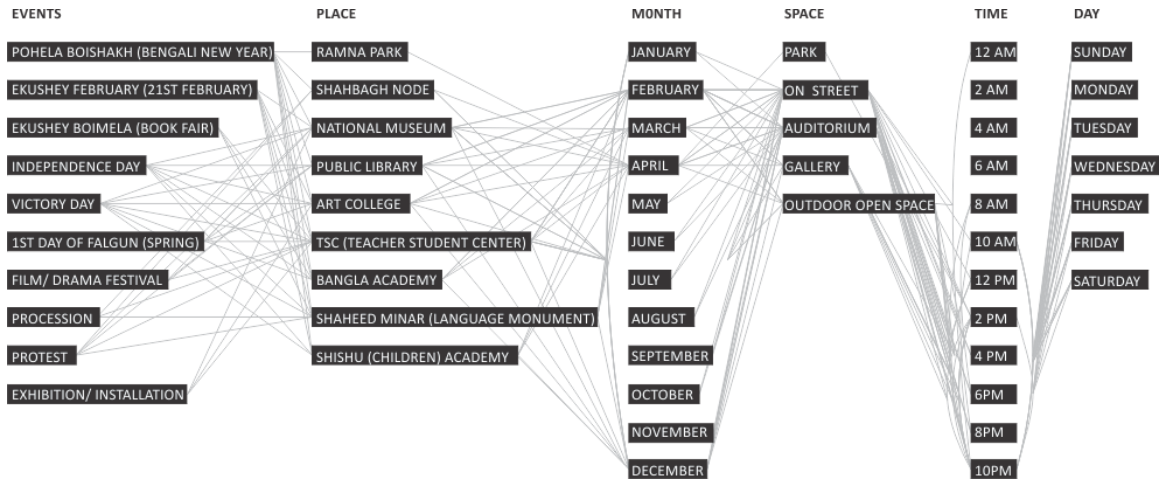 EVENTS
POHELA BOISHAKH (BENGALI NEW YEAR)
EKUSHEY FEBRUARY (21ST FEBRUARY)
EKUSHEY BOIMELA (BOOK FAIR)
INDEPENDENCE DAY
VICTORY DAY
1ST DAY OF FALGUN (SPRING)
FILM/ DRAMA FESTIVAL
PROCESSION
PROTEST
EXHIBITION/ INSTALLATION
PLACE
RAMNA PARK
SHAHBAGH NODE
NATIONAL MUSEUM
PUBLIC LIBRARY
ART COLLEGE
TSC (TEACHER STUDENT CENTER)
BANGLA ACADEMY
SHAHEED MINAR (LANGUAGE MONUMENT)
SHISHU (CHILDREN) ACADEMY
M0NTH
JANUARY
FEBRUARY
MARCH
APRIL
MAY
JUNE
JULY
AUGUST
SEPTEMBER
OCTOBER
NOVEMBER
DECEMBER
SPACE
PARK
ON STREET
AUDITORIUM
GALLERY
OUTDOOR OPEN SPACE
TIME
12 AM
2 AM
4 AM
6 AM
8 AM
10 AM
12 PM
2 PM
4 PM
6PM
8PM
10PM
DAY
SUNDAY
MONDAY
TUESDAY
WEDNESDAY
THURSDAY
FRIDAY
SATURDAY